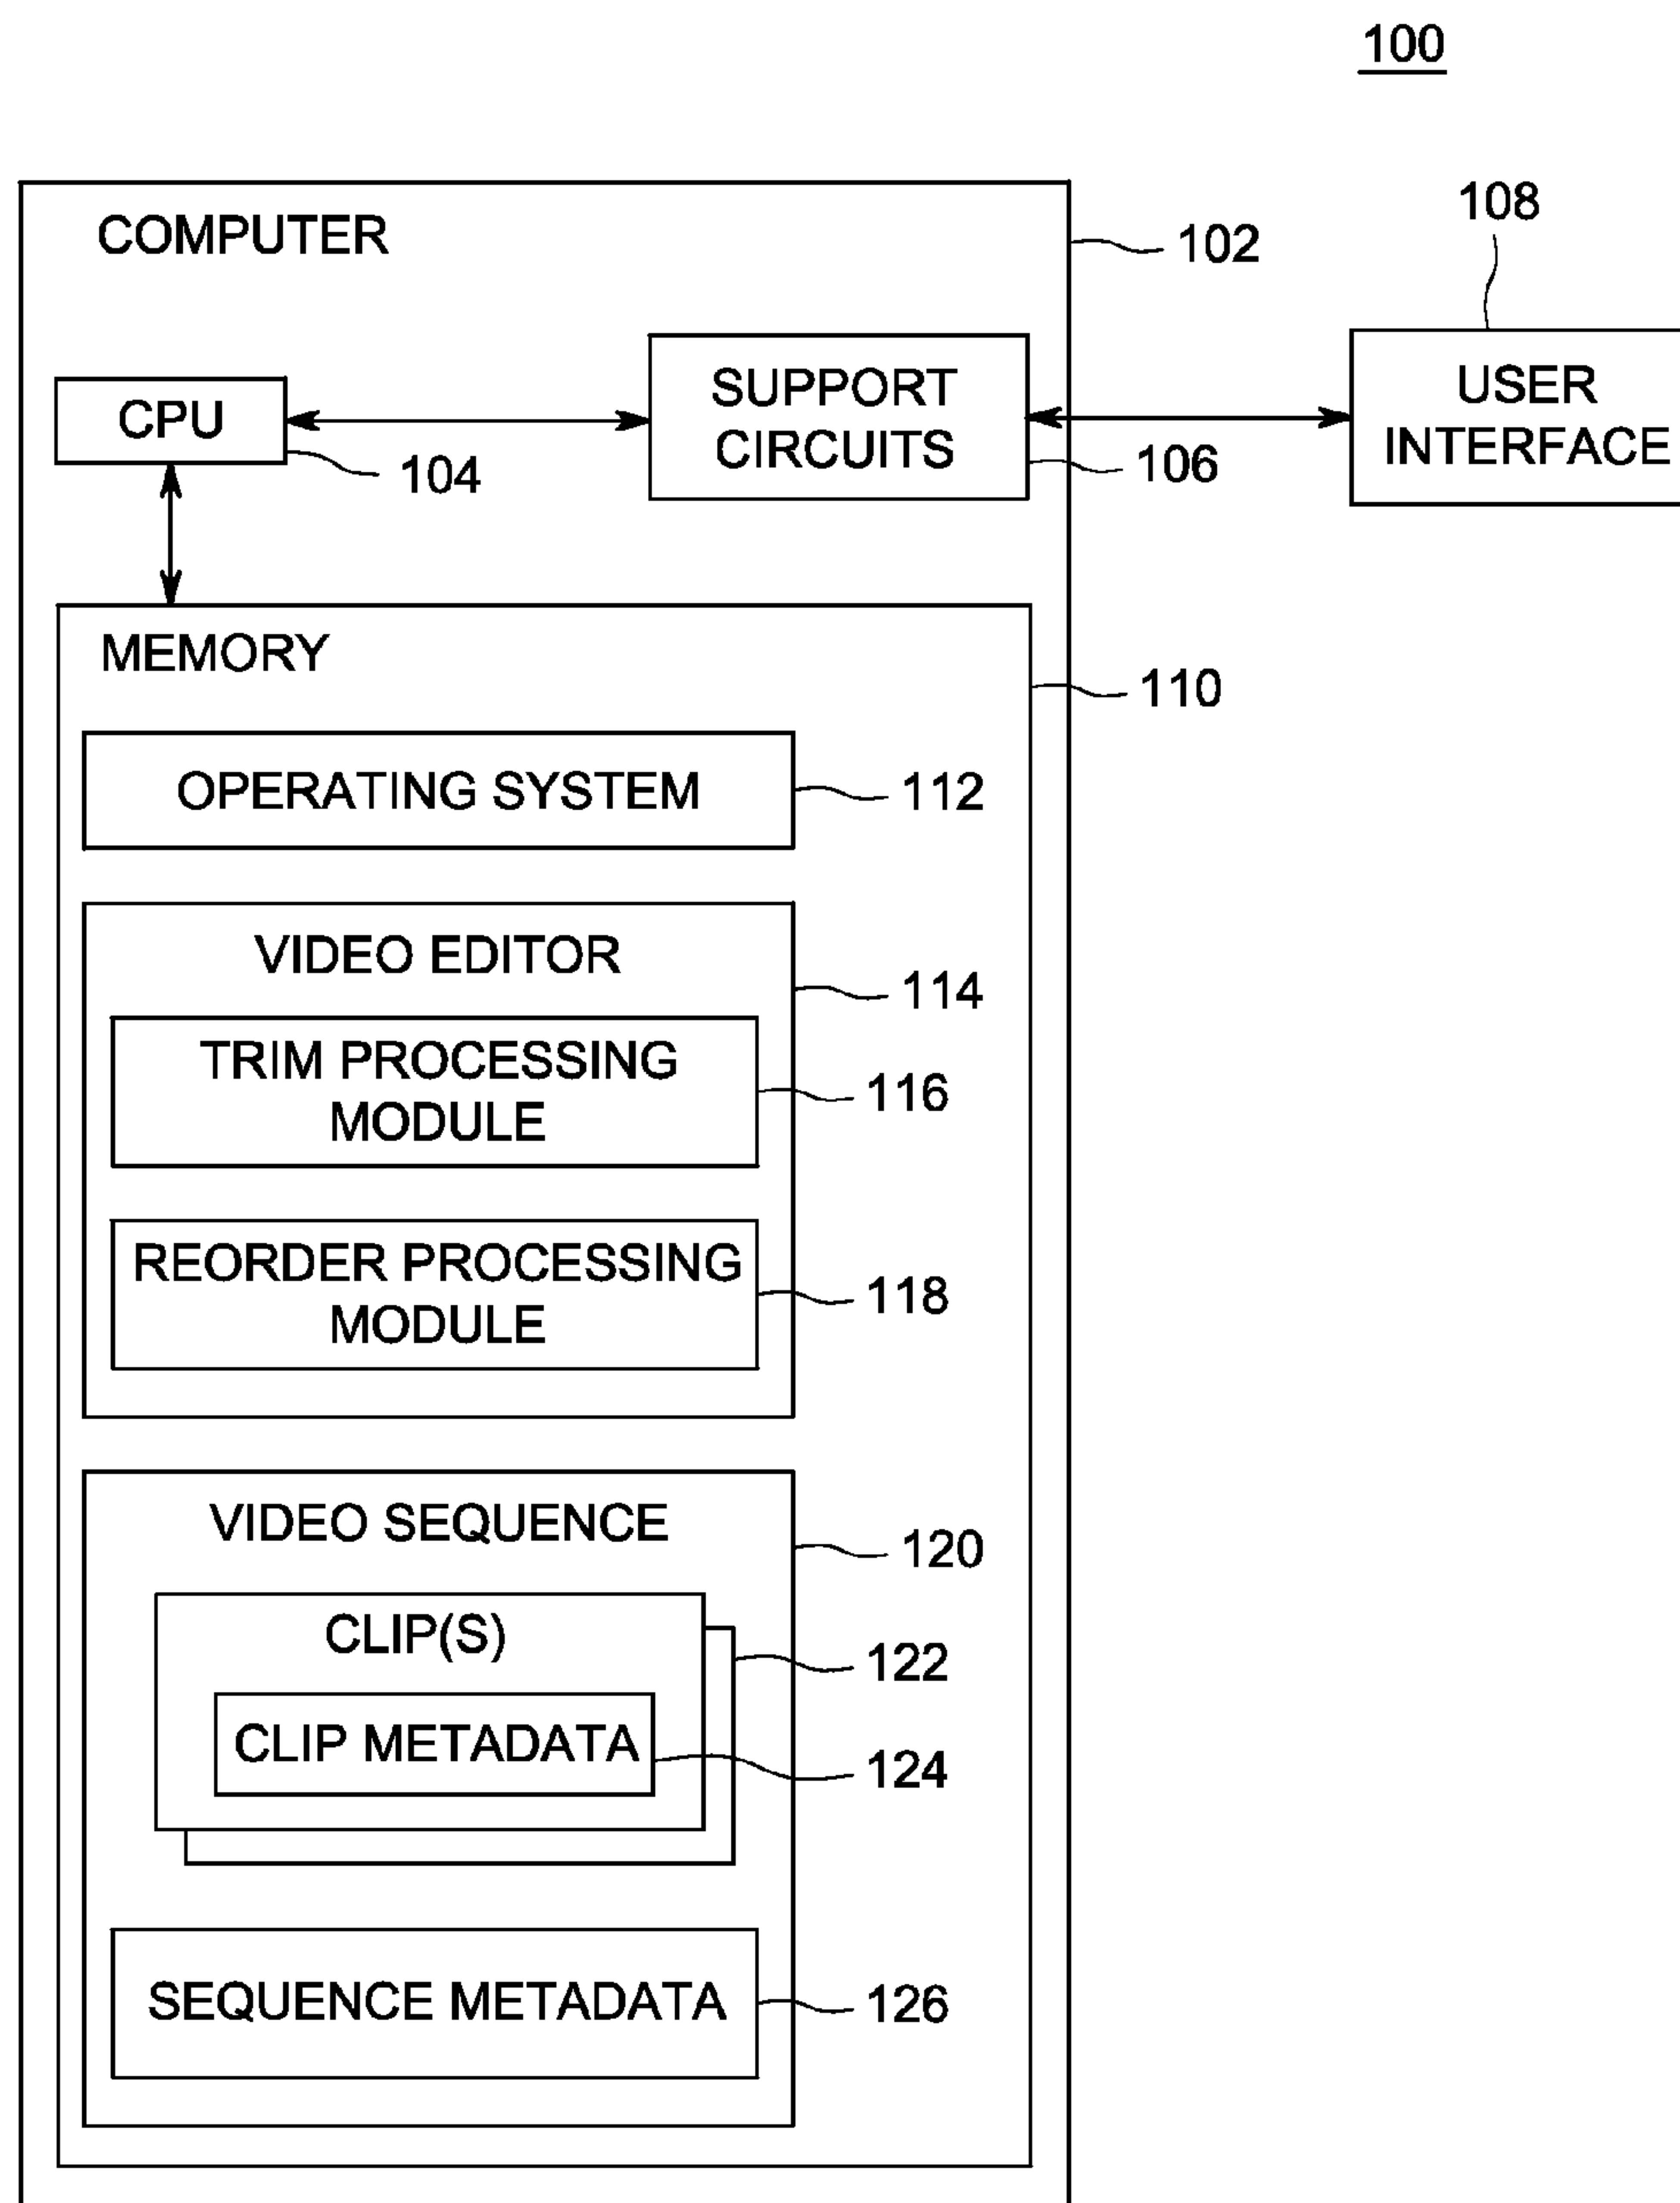 100
COMPUTER
102
108
CPU
104
SUPPORT
CIRCUITS
106
USER
INTERFACE
MEMORY
110
OPERATING SYSTEM
112
VIDEO EDITOR
114
TRIM PROCESSING
MODULE
116
REORDER PROCESSING
MODULE
118
VIDEO SEQUENCE
120
CLIP(S)
122
CLIP METADATA
124
SEQUENCE METADATA
126